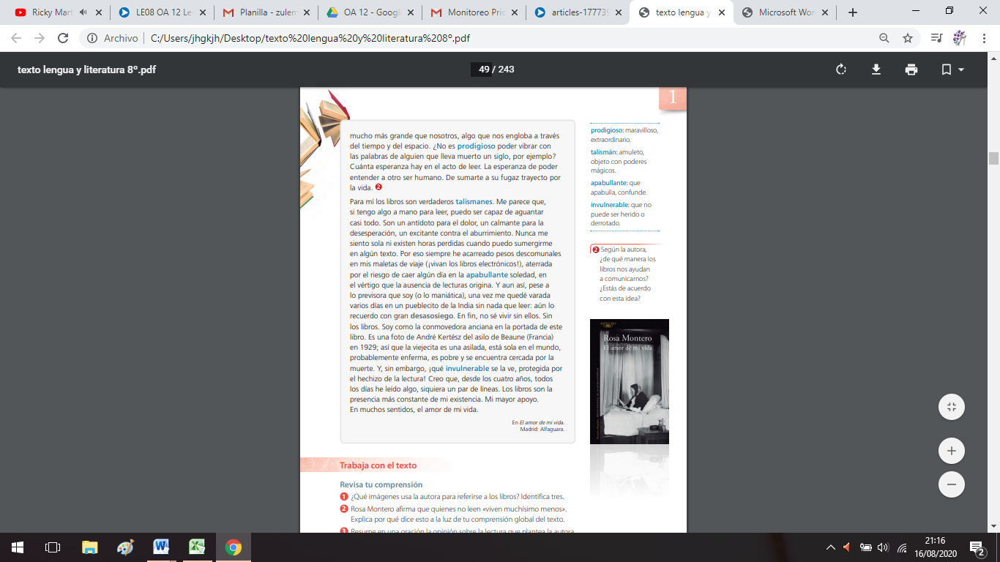 Ricky Mart
LE08 OA 12 Le
Planilla - zulen
OA 12 - Googl
Monitoreo Prio
articles-177739
texto lengua y
Microsoft Wor
Archivo
C:/Users/jhgkjh/Desktop/texto%20lengua%20y%20literatura%208º.pdf
texto lengua y literatura 8º.pdf
49 / 243
1
mucho más grande que nosotros, algo que nos engloba a través
del tiempo y del espacio. ¿No es prodigioso poder vibrar con
las palabras de alguien que lleva muerto un siglo, por ejemplo?
Cuánta esperanza hay en el acto de leer. La esperanza de poder
entender a otro ser humano. De sumarte a su fugaz trayecto por
la vida. 2
Para mí los libros son verdaderos talismanes. Me parece que,
si tengo algo a mano para leer, puedo ser capaz de aguantar
casi todo. Son un antídoto para el dolor, un calmante para la
desesperación, un excitante contra el aburrimiento. Nunca me
siento sola ni existen horas perdidas cuando puedo sumergirme
en algún texto. Por eso siempre he acarreado pesos descomunales
en mis maletas de viaje (¡vivan los libros electrónicos!), aterrada
por el riesgo de caer algún día en la apabullante soledad, en
el vértigo que la ausencia de lecturas origina. Y aun así, pese a
lo previsora que soy (o lo maniática), una vez me quedé varada
varios días en un pueblecito de la India sin nada que leer: aún lo
recuerdo con gran desasosiego. En fin, no sé vivir sin ellos. Sin
los libros. Soy como la conmovedora anciana en la portada de este
libro. Es una foto de André Kertész del asilo de Beaune (Francia)
en 1929; así que la viejecita es una asilada, está sola en el mundo,
probablemente enferma, es pobre y se encuentra cercada por la
muerte. Y, sin embargo, ¡qué invulnerable se la ve, protegida por
el hechizo de la lectura! Creo que, desde los cuatro años, todos
los días he leído algo, siquiera un par de líneas. Los libros son la
presencia más constante de mi existencia. Mi mayor apoyo.
En muchos sentidos, el amor de mi vida.
En El amor de mi vida.
Madrid: Alfaguara.
prodigioso: maravilloso,
extraordinario.
talismán: amuleto,
objeto con poderes
mágicos.
apabullante: que
apabulla, confunde.
invulnerable: que no
puede ser herido o
derrotado.
2 Según la autora,
¿de qué manera los
libros nos ayudan
a comunicarnos?
¿Estás de acuerdo
con esta idea?
Rosa Montero
El amor de mi vida
Trabaja con el texto
Revisa tu comprensión
1 ¿Qué imágenes usa la autora para referirse a los libros? Identifica tres.
2 Rosa Montero afirma que quienes no leen «viven muchísimo menos».
Explica por qué dice esto a la luz de tu comprensión global del texto.
3 Resume en una oración la opinión sobre la lectura que plantea la autora
21:16
16/08/2020
2